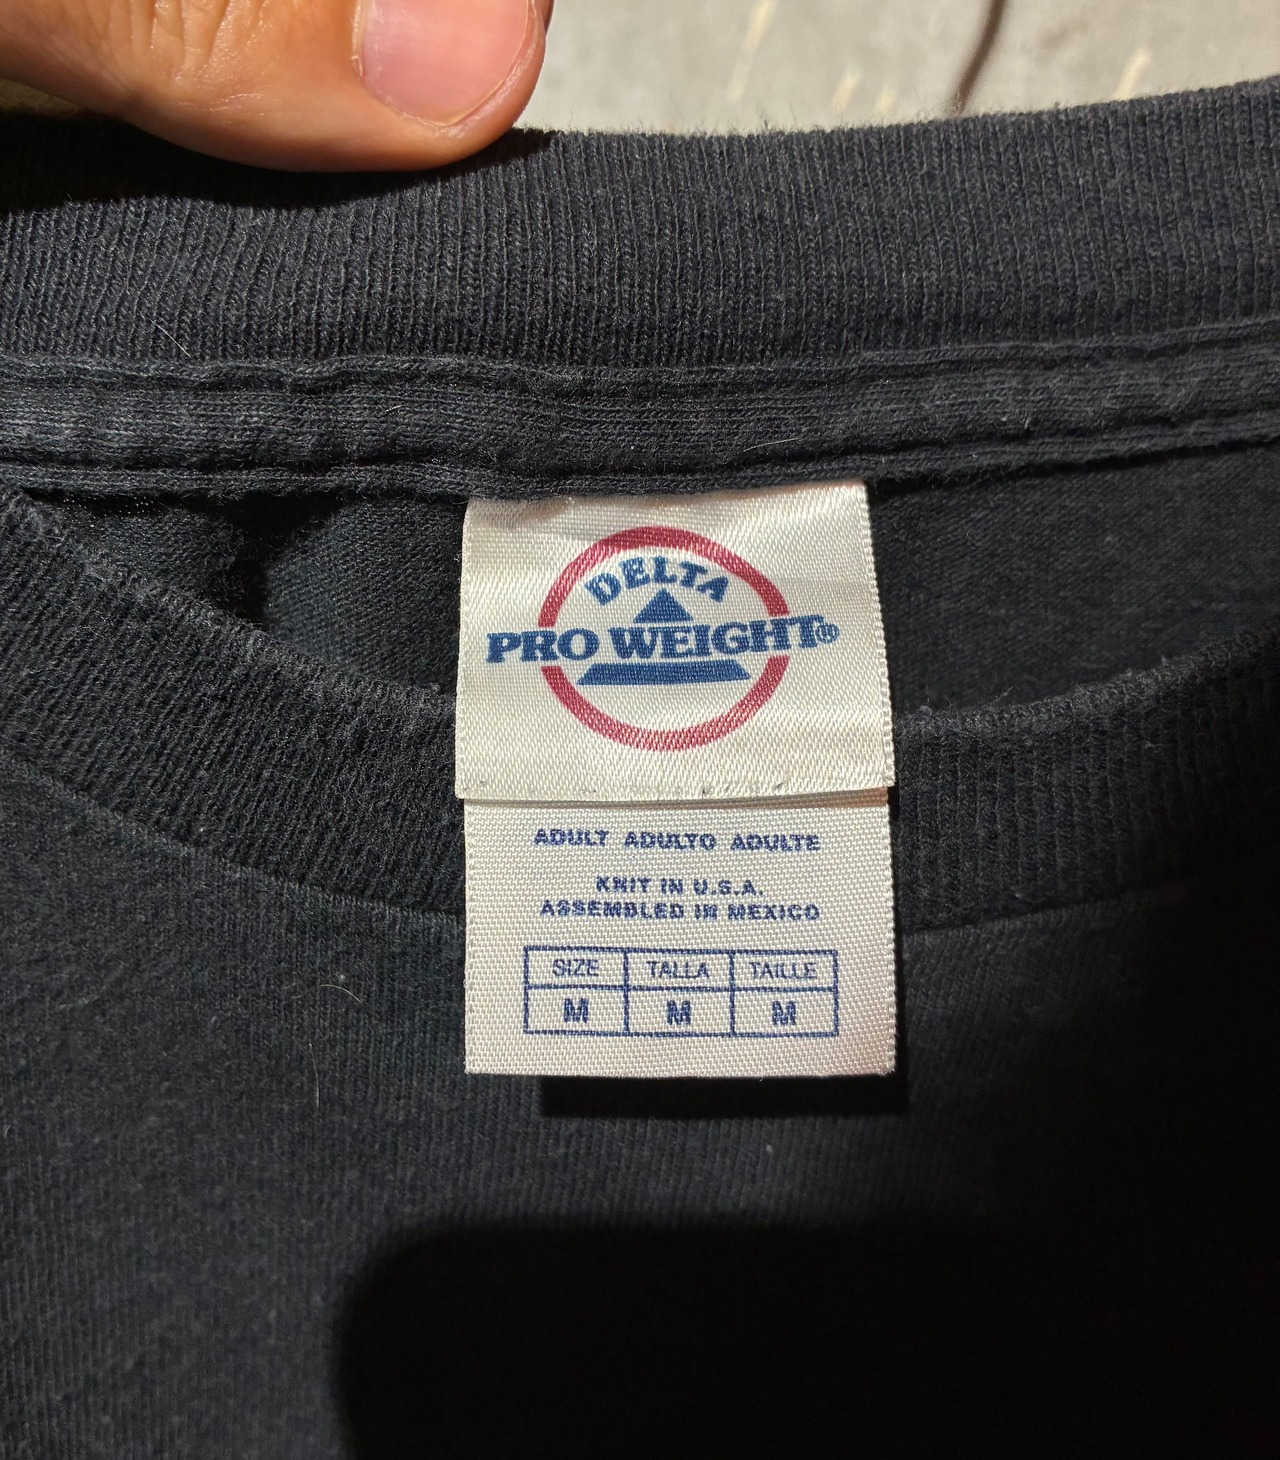 DELTA
PRO WEIGHT®
ADULT ADULTO ADULTE
KNIT IN U.S.A.
ASSEMBLED IN MEXICO
SIZE TALLA TAILLE
M M M